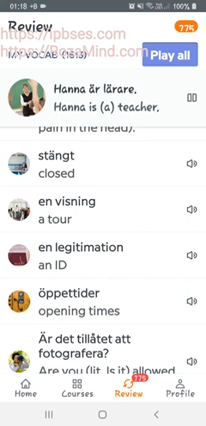 01:18 +B
100%
Review
775
https://ipbses.com
https://RozaMind.com
MY VOCAB (1613)
Play all
Hanna är lärare.
Hanna is (a) teacher.
pain in the head).
stängt
closed
en visning
a tour
en legitimation
an ID
öppettider
opening times
Är det tillåtet att
fotografera?
Are you (lit. Is it) allowed
775
Home
Courses
Review
Profile